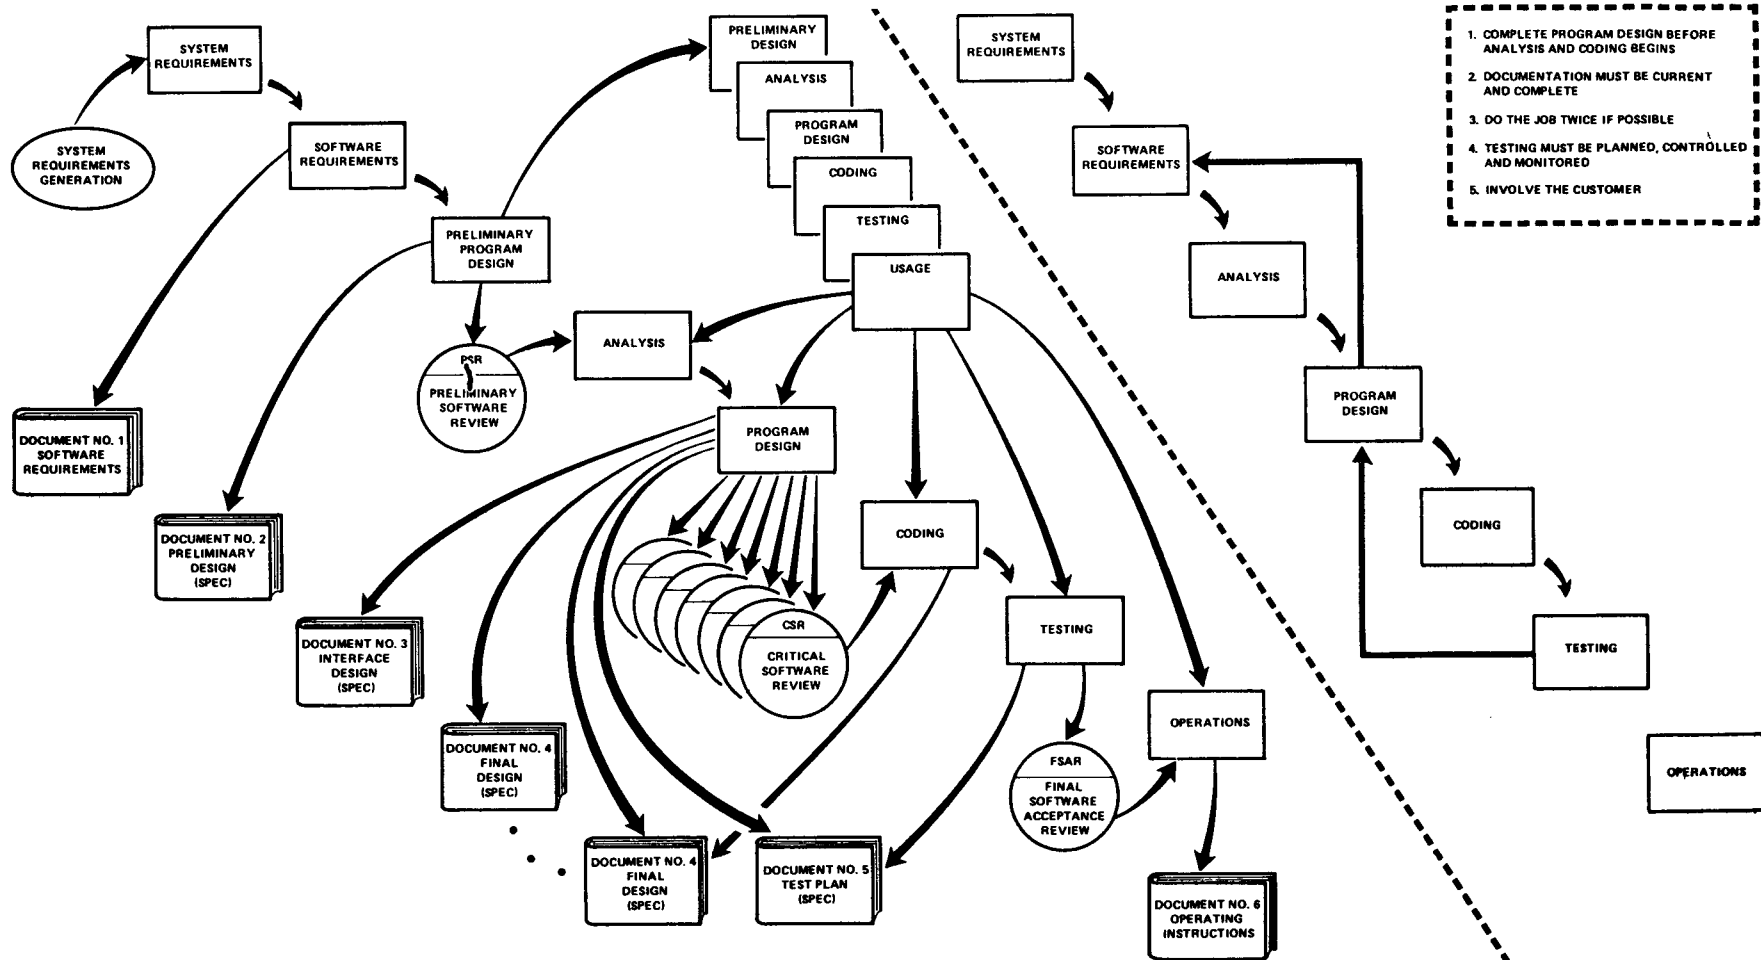 SYSTEM
REQUIREMENTS
SYSTEM
REQUIREMENTS
GENERATION
SOFTWARE
REQUIREMENTS
PRELIMINARY
PROGRAM
DESIGN
PRELIMINARY
DESIGN
ANALYSIS
PROGRAM
DESIGN
CODING
TESTING
USAGE
PSR
PRELIMINARY
SOFTWARE
REVIEW
ANALYSIS
PROGRAM
DESIGN
CODING
CSR
CRITICAL
SOFTWARE
REVIEW
TESTING
FSAR
FINAL
SOFTWARE
ACCEPTANCE
REVIEW
OPERATIONS
DOCUMENT NO. 1
SOFTWARE
REQUIREMENTS
DOCUMENT NO. 2
PRELIMINARY
DESIGN
(SPEC)
DOCUMENT NO. 3
INTERFACE
DESIGN
(SPEC)
DOCUMENT NO. 4
FINAL
DESIGN
(SPEC)
DOCUMENT NO. 4
FINAL
DESIGN
(SPEC)
DOCUMENT NO. 5
TEST PLAN
(SPEC)
DOCUMENT NO. 6
OPERATING
INSTRUCTIONS
SYSTEM
REQUIREMENTS
SOFTWARE
REQUIREMENTS
ANALYSIS
PROGRAM
DESIGN
CODING
TESTING
OPERATIONS
1. COMPLETE PROGRAM DESIGN BEFORE
ANALYSIS AND CODING BEGINS
2. DOCUMENTATION MUST BE CURRENT
AND COMPLETE
3. DO THE JOB TWICE IF POSSIBLE
4. TESTING MUST BE PLANNED, CONTROLLED
AND MONITORED
5. INVOLVE THE CUSTOMER